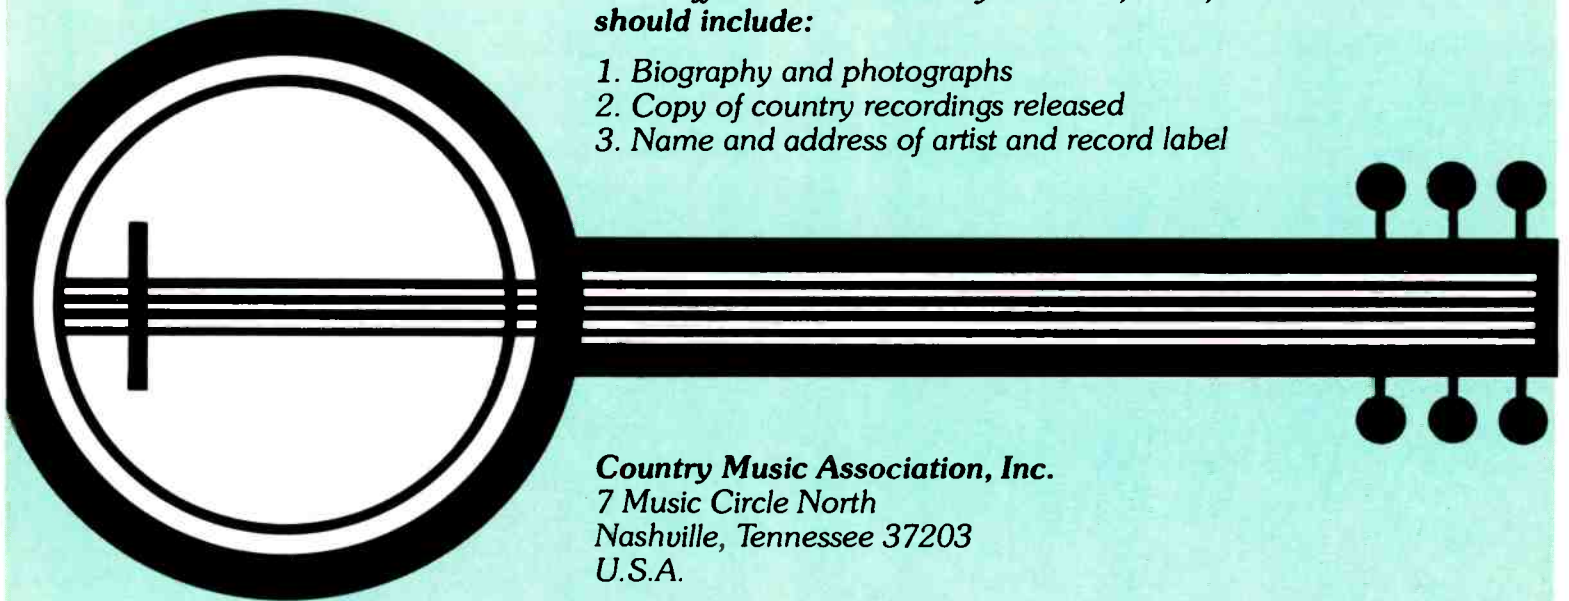 should include:
1. Biography and photographs
2. Copy of country recordings released
3. Name and address of artist and record label
Country Music Association, Inc.
7 Music Circle North
Nashville, Tennessee 37203
U.S.A.